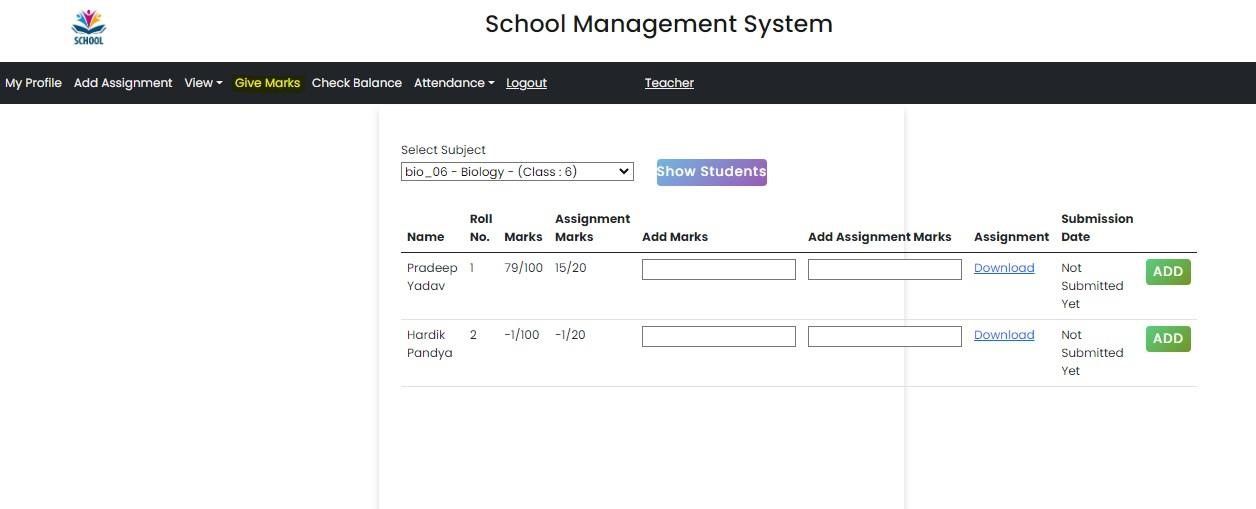 SCHOOL
School Management System
My Profile Add Assignment View Give Marks Check Balance Attendance Logout Teacher
Select Subject
bio_06 - Biology - (Class : 6)
Show Students
Name Roll No. Marks Assignment Marks Add Marks Add Assignment Marks Assignment Submission Date
Pradeep Yadav 1 79/100 15/20 Download Not Submitted Yet ADD
Hardik Pandya 2 -1/100 -1/20 Download Not Submitted Yet ADD